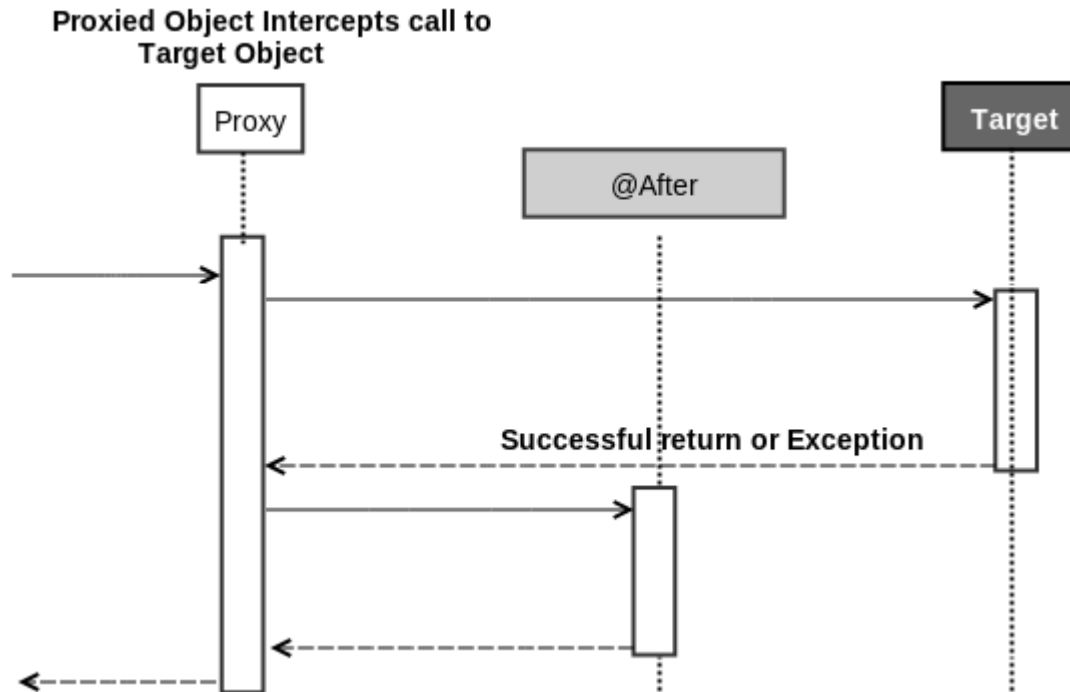 Proxied Object Intercepts call to
Target Object
Proxy
Target
@After
Successful return or Exception